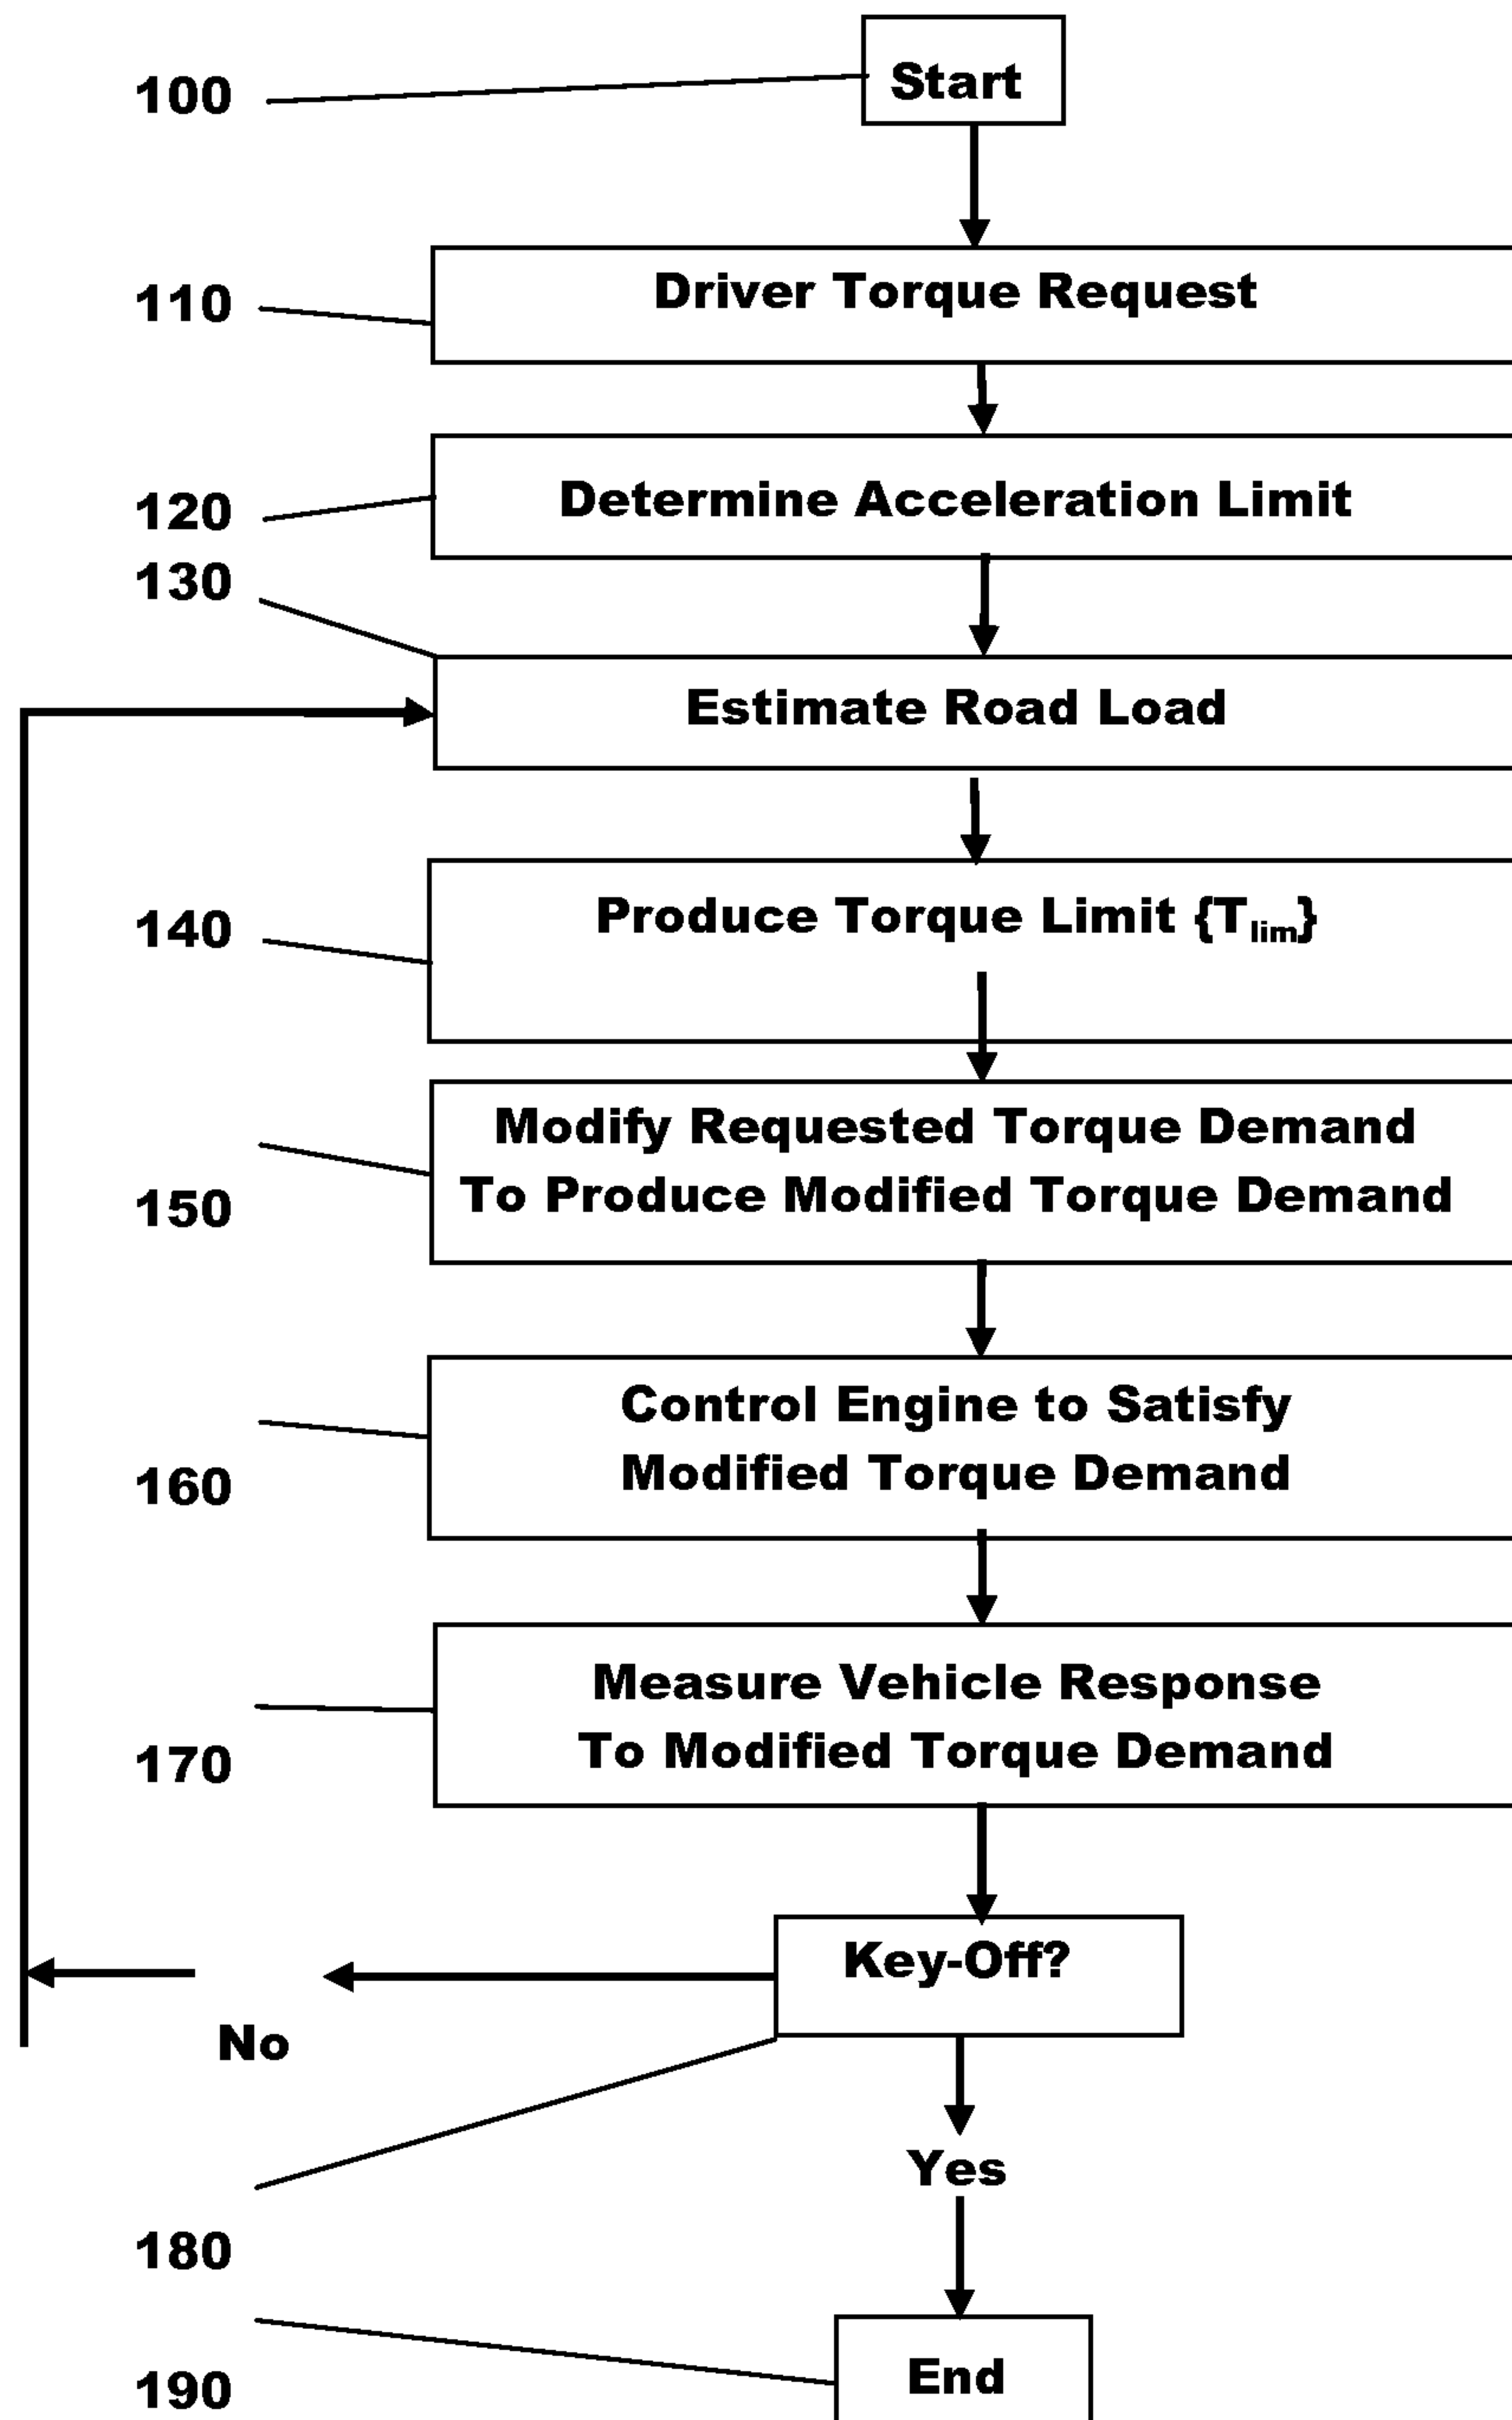 100
Start
110
Driver Torque Request
120
Determine Acceleration Limit
130
Estimate Road Load
140
Produce Torque Limit {Tlim}
Modify Requested Torque Demand
To Produce Modified Torque Demand
150
Control Engine to Satisfy
Modified Torque Demand
160
Measure Vehicle Response
To Modified Torque Demand
170
Key-Off?
No
Yes
180
End
190